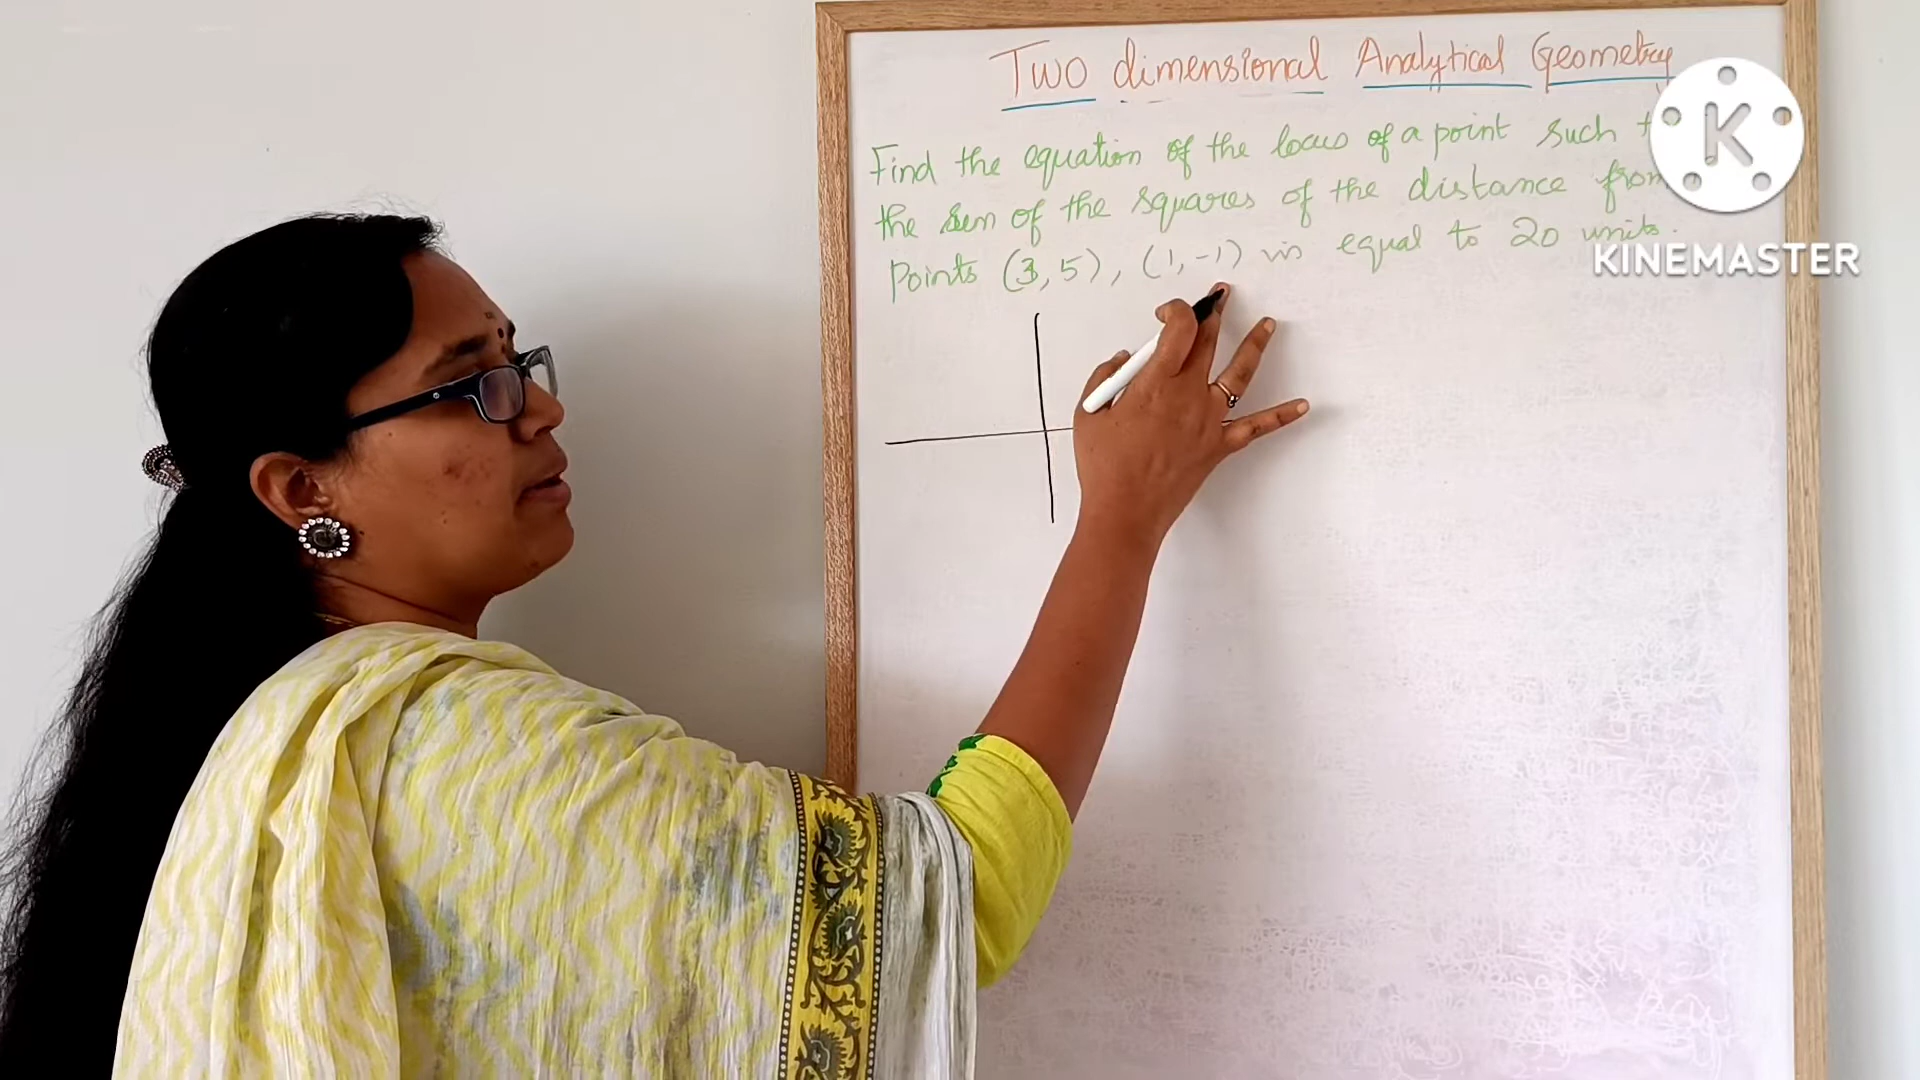 Two dimensional Analytical Geometry
Find the equation of the locus of a point such
the sum of the squares of the distance from
points (3, 5), (1, -1) is equal to 20 units.
K
KINEMASTER